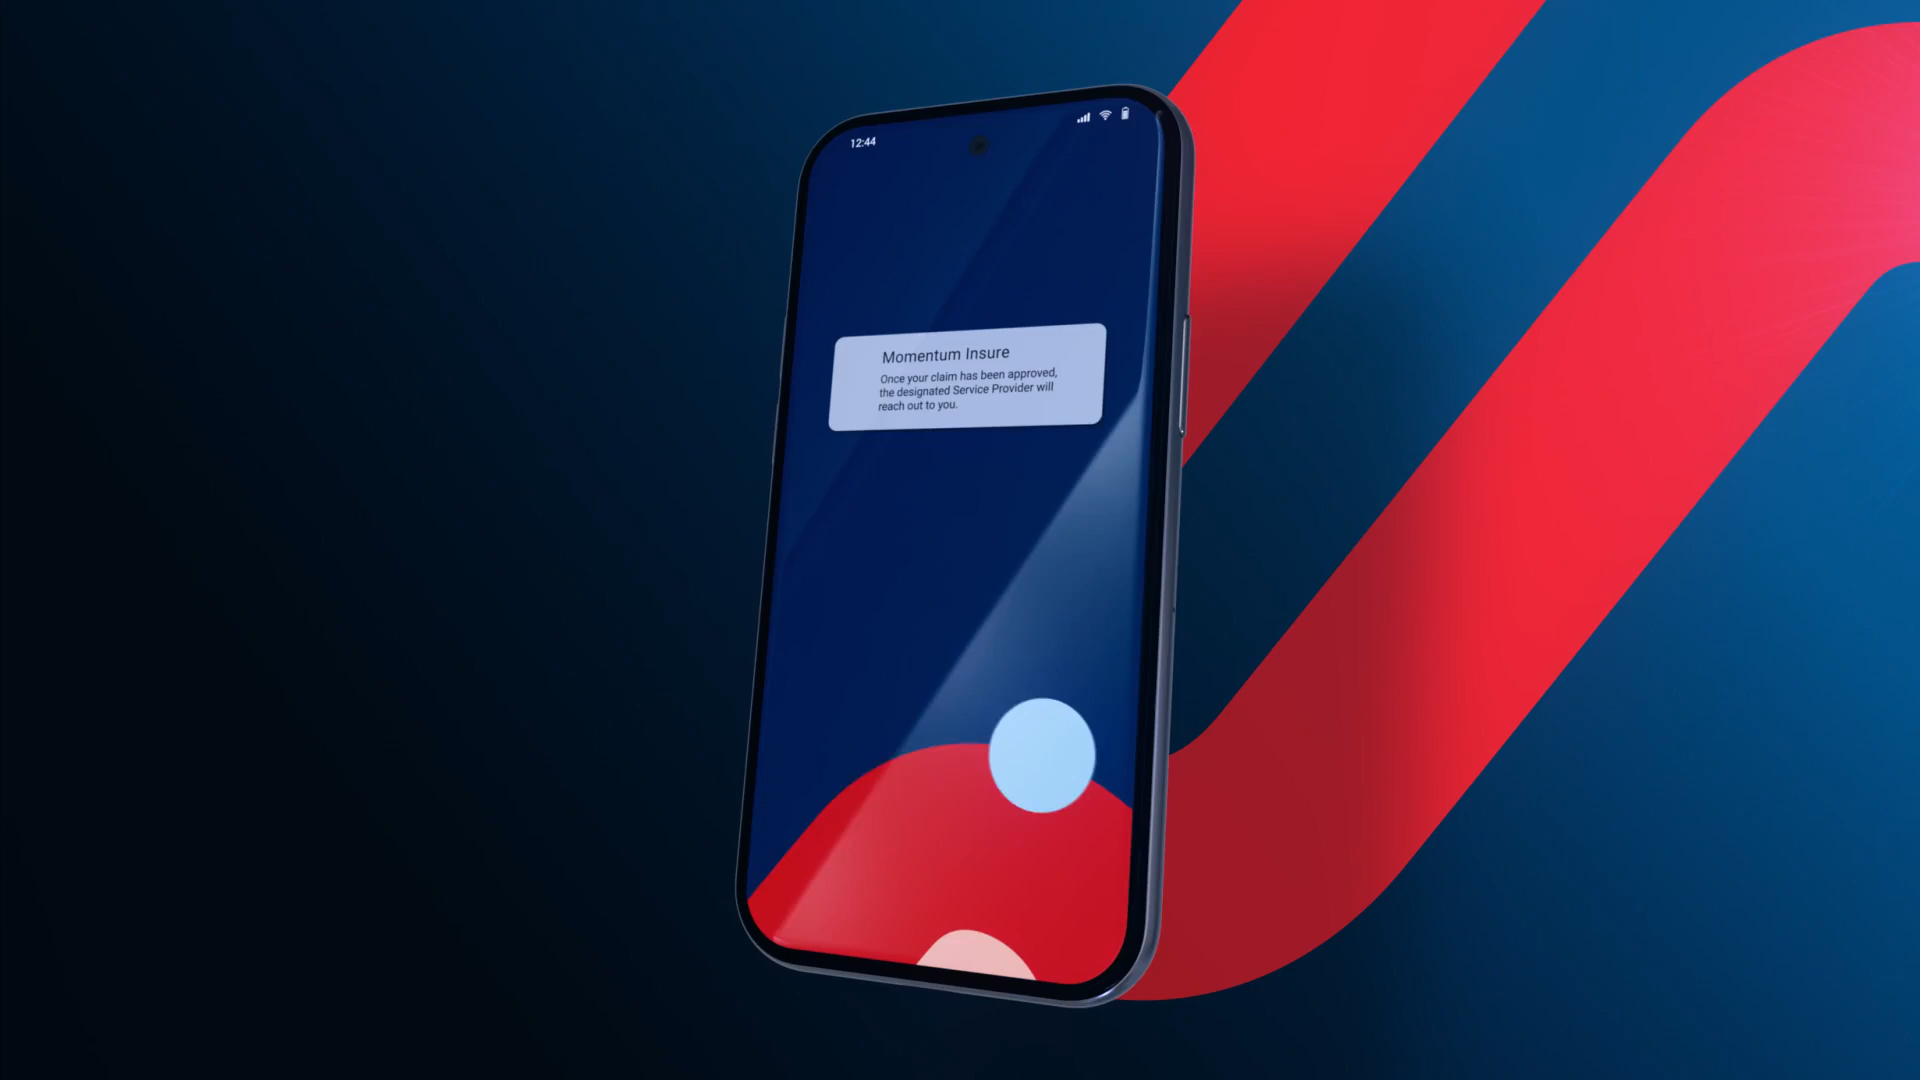 12:44
Momentum Insure
Once your claim has been approved,
the designated Service Provider will
reach out to you.